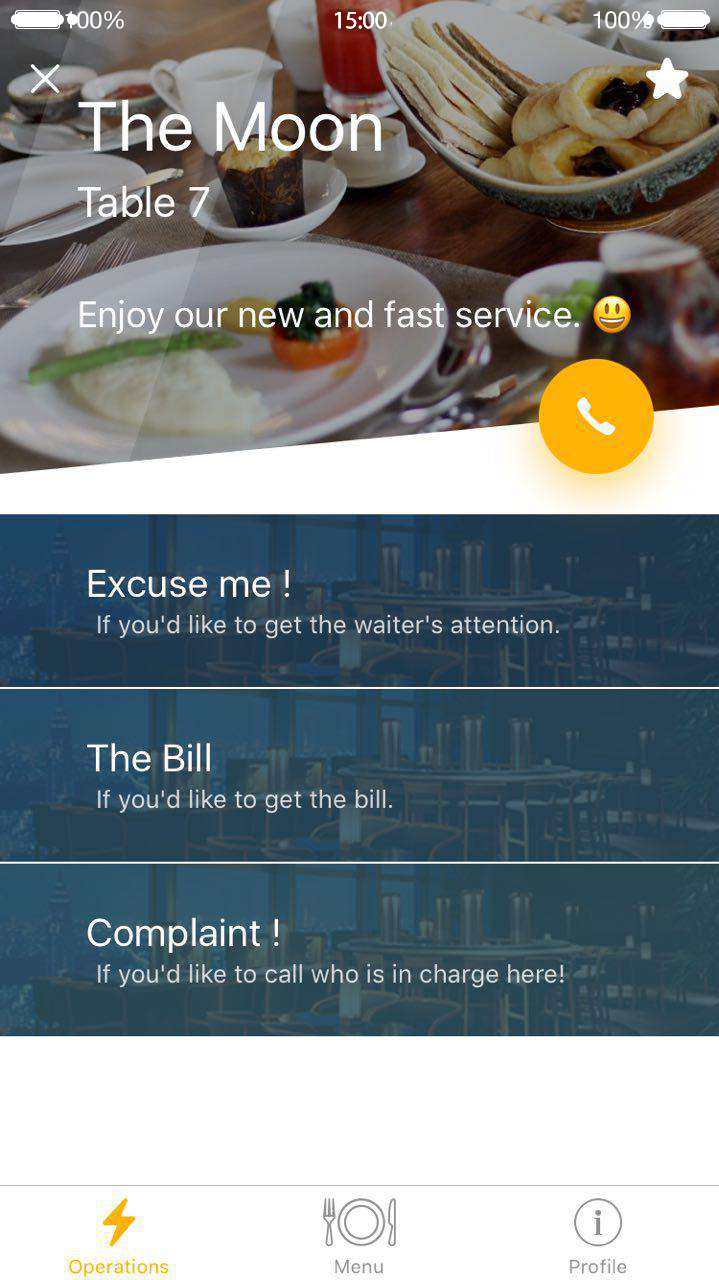 100% 15:00 100%
The Moon
Table 7
Enjoy our new and fast service. 😃
Excuse me !
If you'd like to get the waiter's attention.
The Bill
If you'd like to get the bill.
Complaint !
If you'd like to call who is in charge here!
Operations Menu Profile